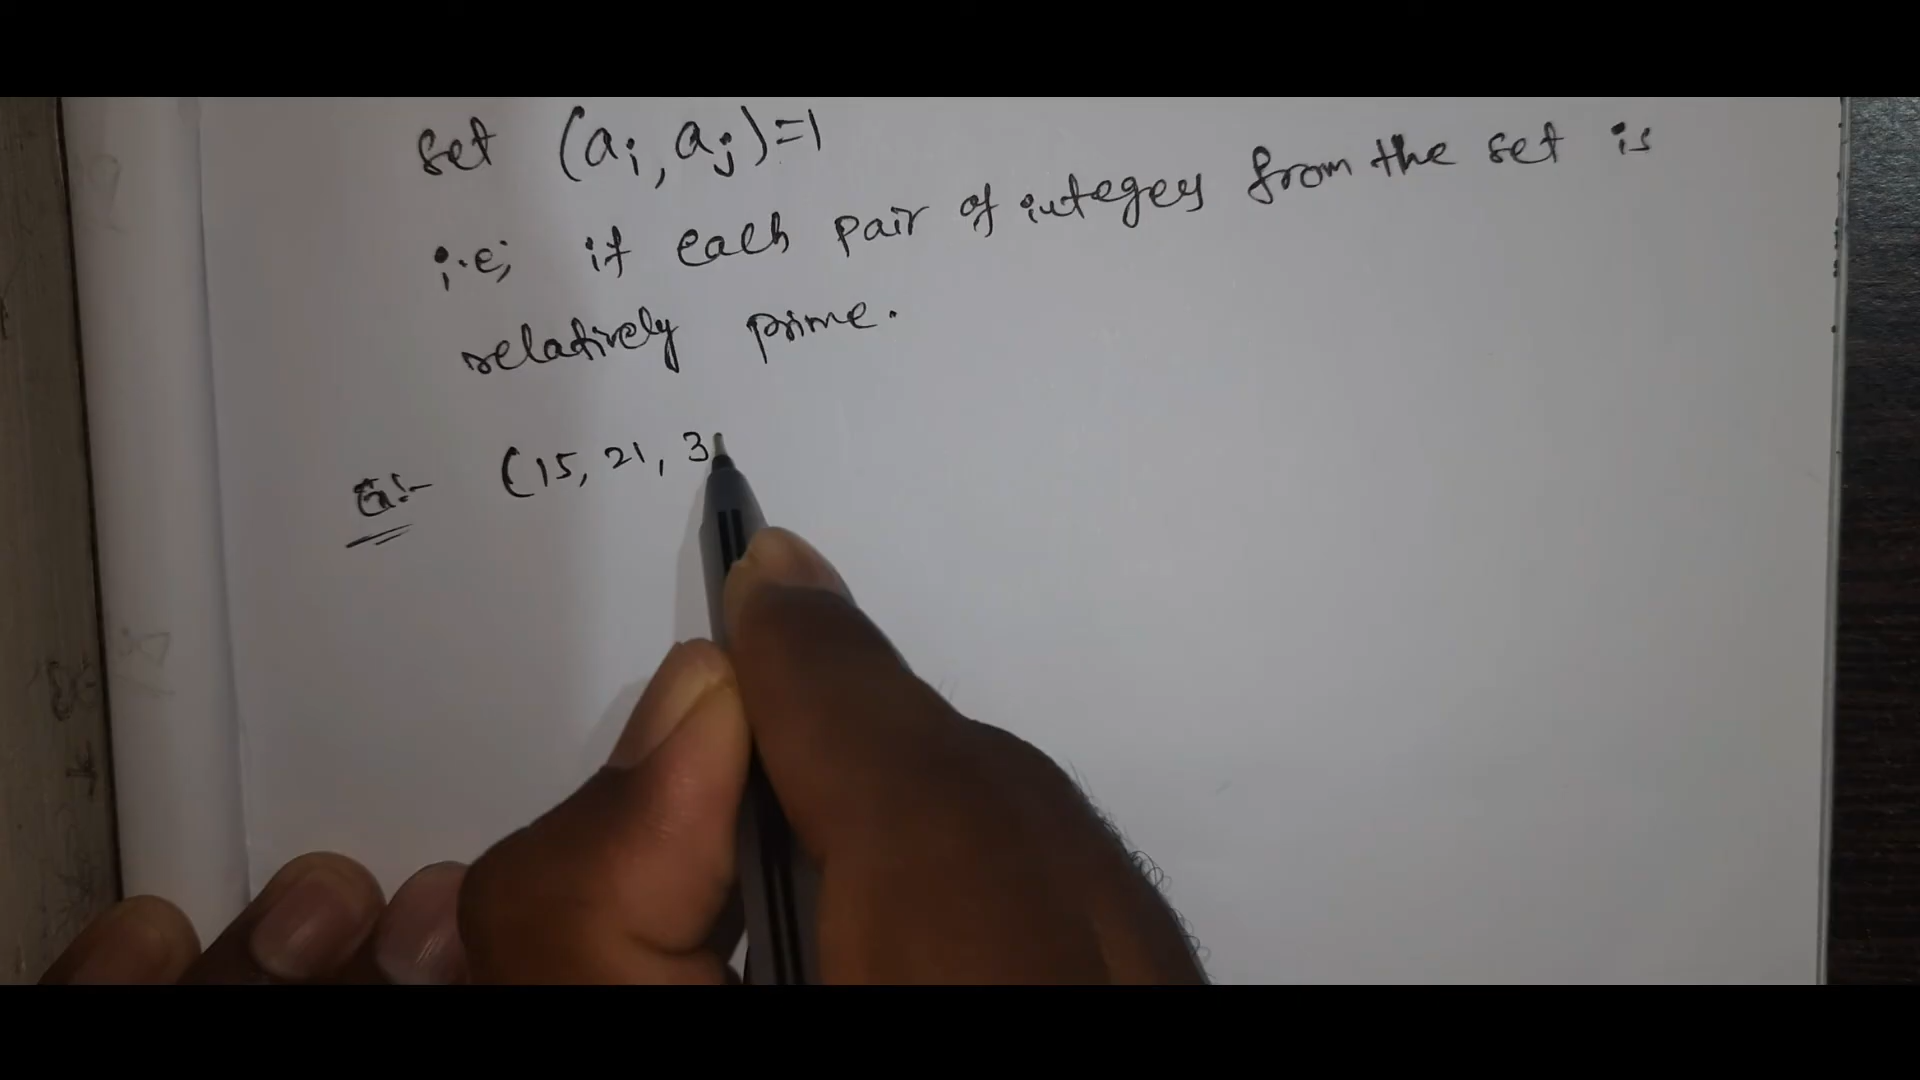 set (ai, aj)=1
i.e; if each pair of integers from the set is
relatively prime.
Ex:- (15, 21, 3